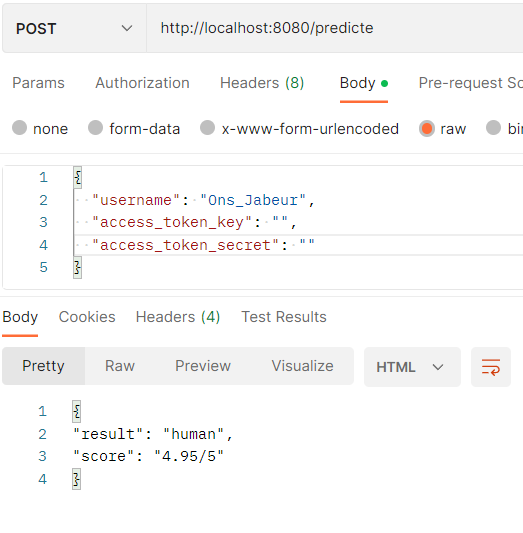 POST http://localhost:8080/predicte
Params Authorization Headers (8) Body Pre-request Sc
none form-data x-www-form-urlencoded raw bin
1 {
2 "username": "Ons_Jabeur",
3 "access_token_key": "",
4 "access_token_secret": ""
5 }
Body Cookies Headers (4) Test Results
Pretty Raw Preview Visualize HTML
1 {
2 "result": "human",
3 "score": "4.95/5"
4 }